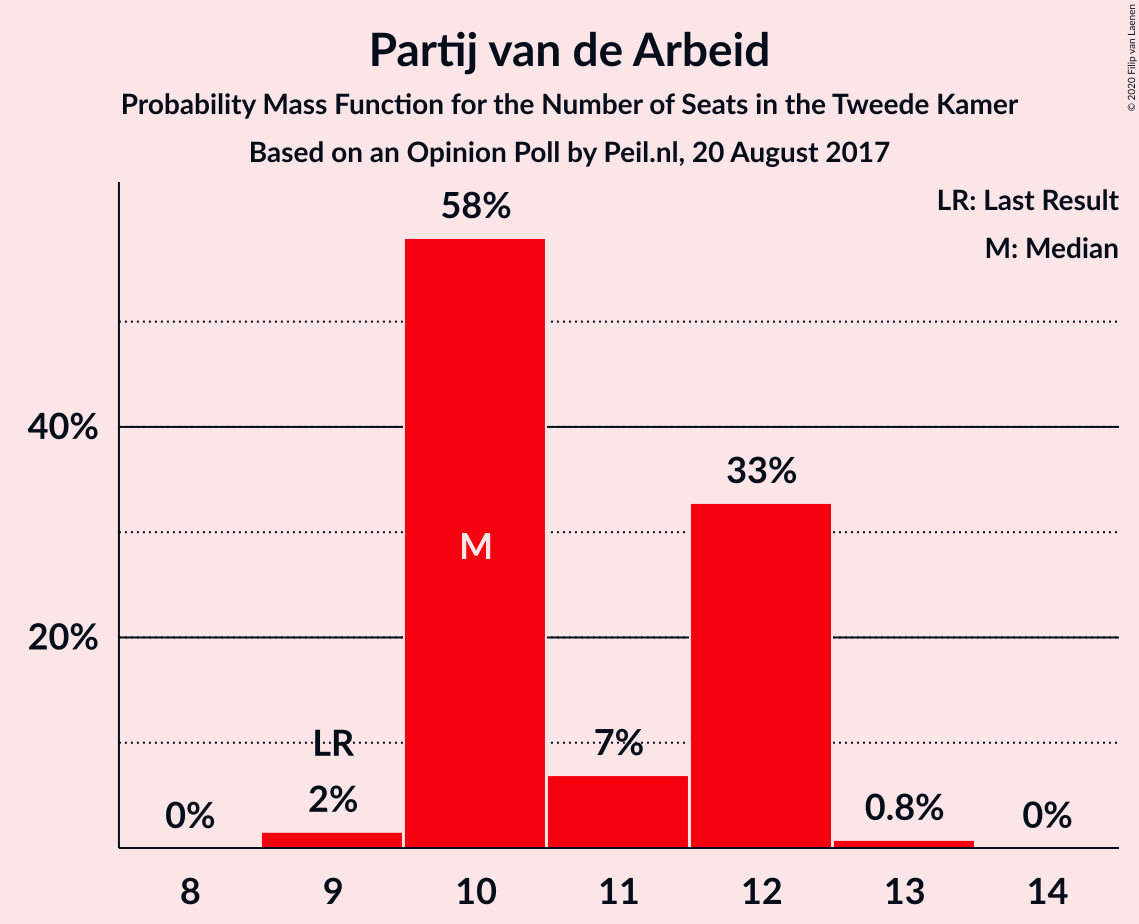 Partij van de Arbeid
Probability Mass Function for the Number of Seats in the Tweede Kamer
Based on an Opinion Poll by Peil.nl, 20 August 2017
© 2020 Filip van Laenen
LR: Last Result
M: Median
58%
40%
33%
M
20%
LR
7%
0%
2%
0.8%
0%
8 9 10 11 12 13 14